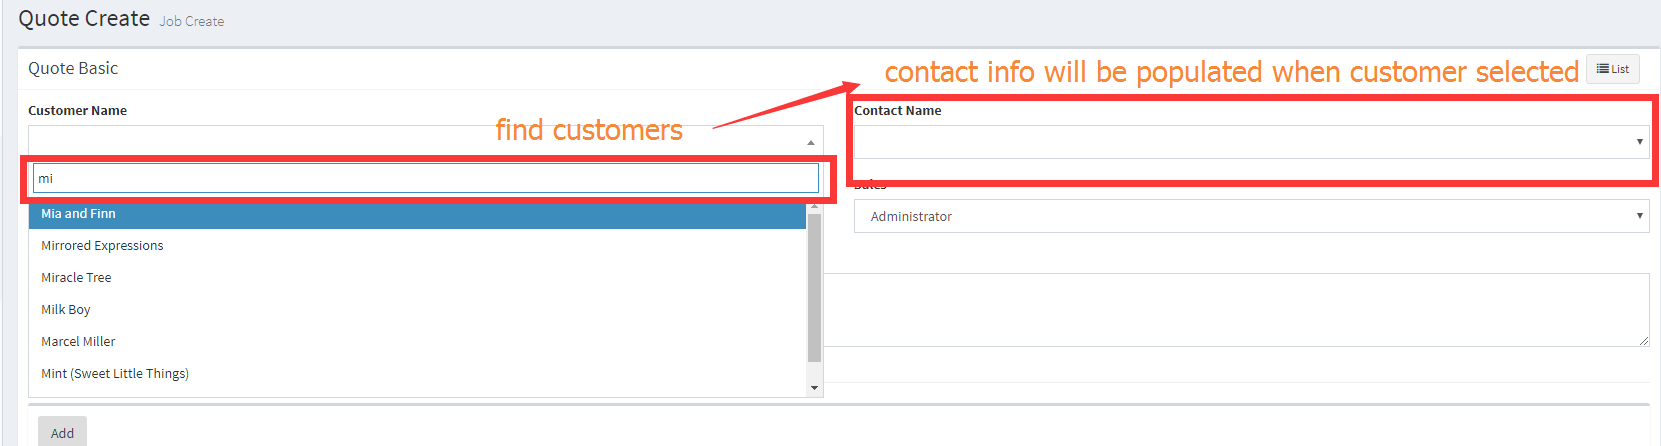 Quote Create Job Create
Quote Basic
contact info will be populated when customer selected
List
Customer Name
find customers
Contact Name
mi
Sales
Mia and Finn
Administrator
Mirrored Expressions
Miracle Tree
Milk Boy
Marcel Miller
Mint (Sweet Little Things)
Add